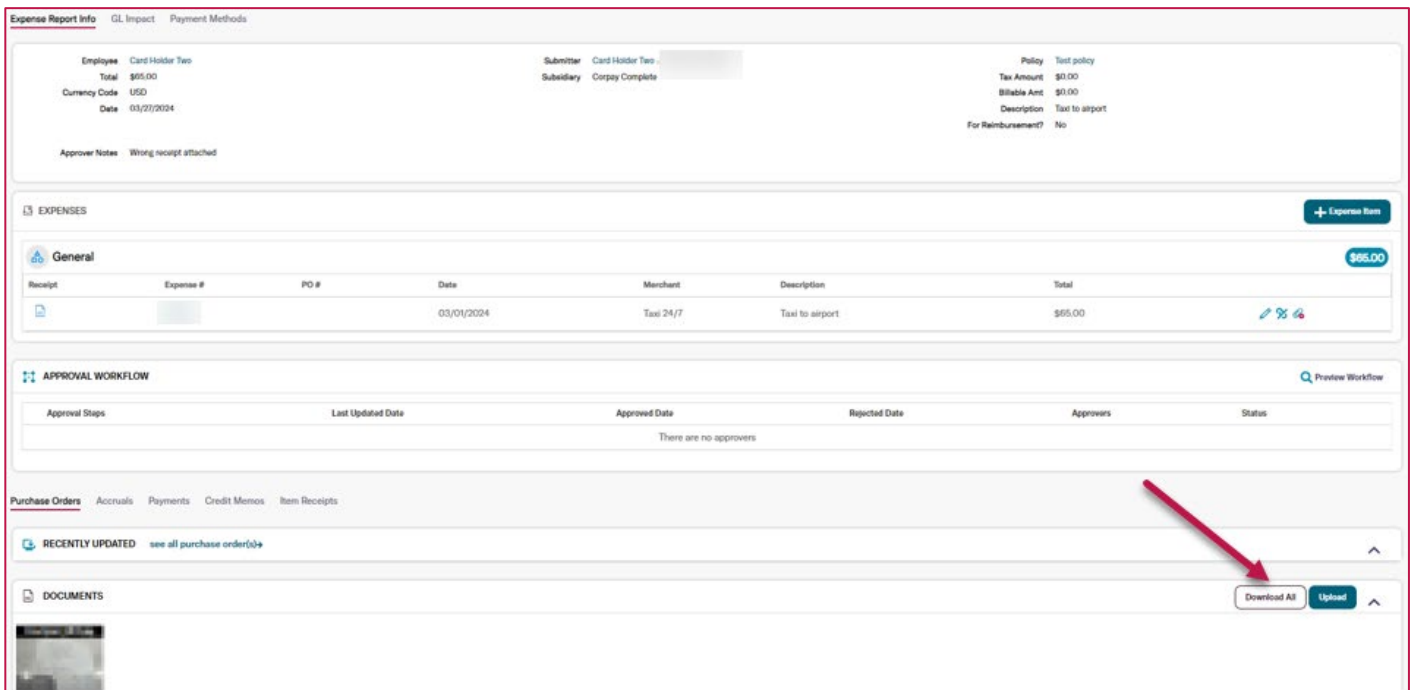 Expense Report Info GL Impact Payment Methods
Employee Card Holder Two Submitter Card Holder Two Policy Test policy
Total $65.00 Subsidiary Corpay Complete Tax Amount $0.00
Currency Code USD Billable Amt $0.00
Date 03/27/2024 Description Taxi to airport
For Reimbursement? No
Approver Notes Wrong receipt attached
EXPENSES + Expense Item
General $65.00
Receipt Expense # PO # Date Merchant Description Total
03/01/2024 Taxi 24/7 Taxi to airport $65.00
APPROVAL WORKFLOW Preview Workflow
Approval Steps Last Updated Date Approved Date Rejected Date Approvers Status
There are no approvers
Purchase Orders Accruals Payments Credit Memos Item Receipts
RECENTLY UPDATED see all purchase order(s)→
DOCUMENTS Download All Upload